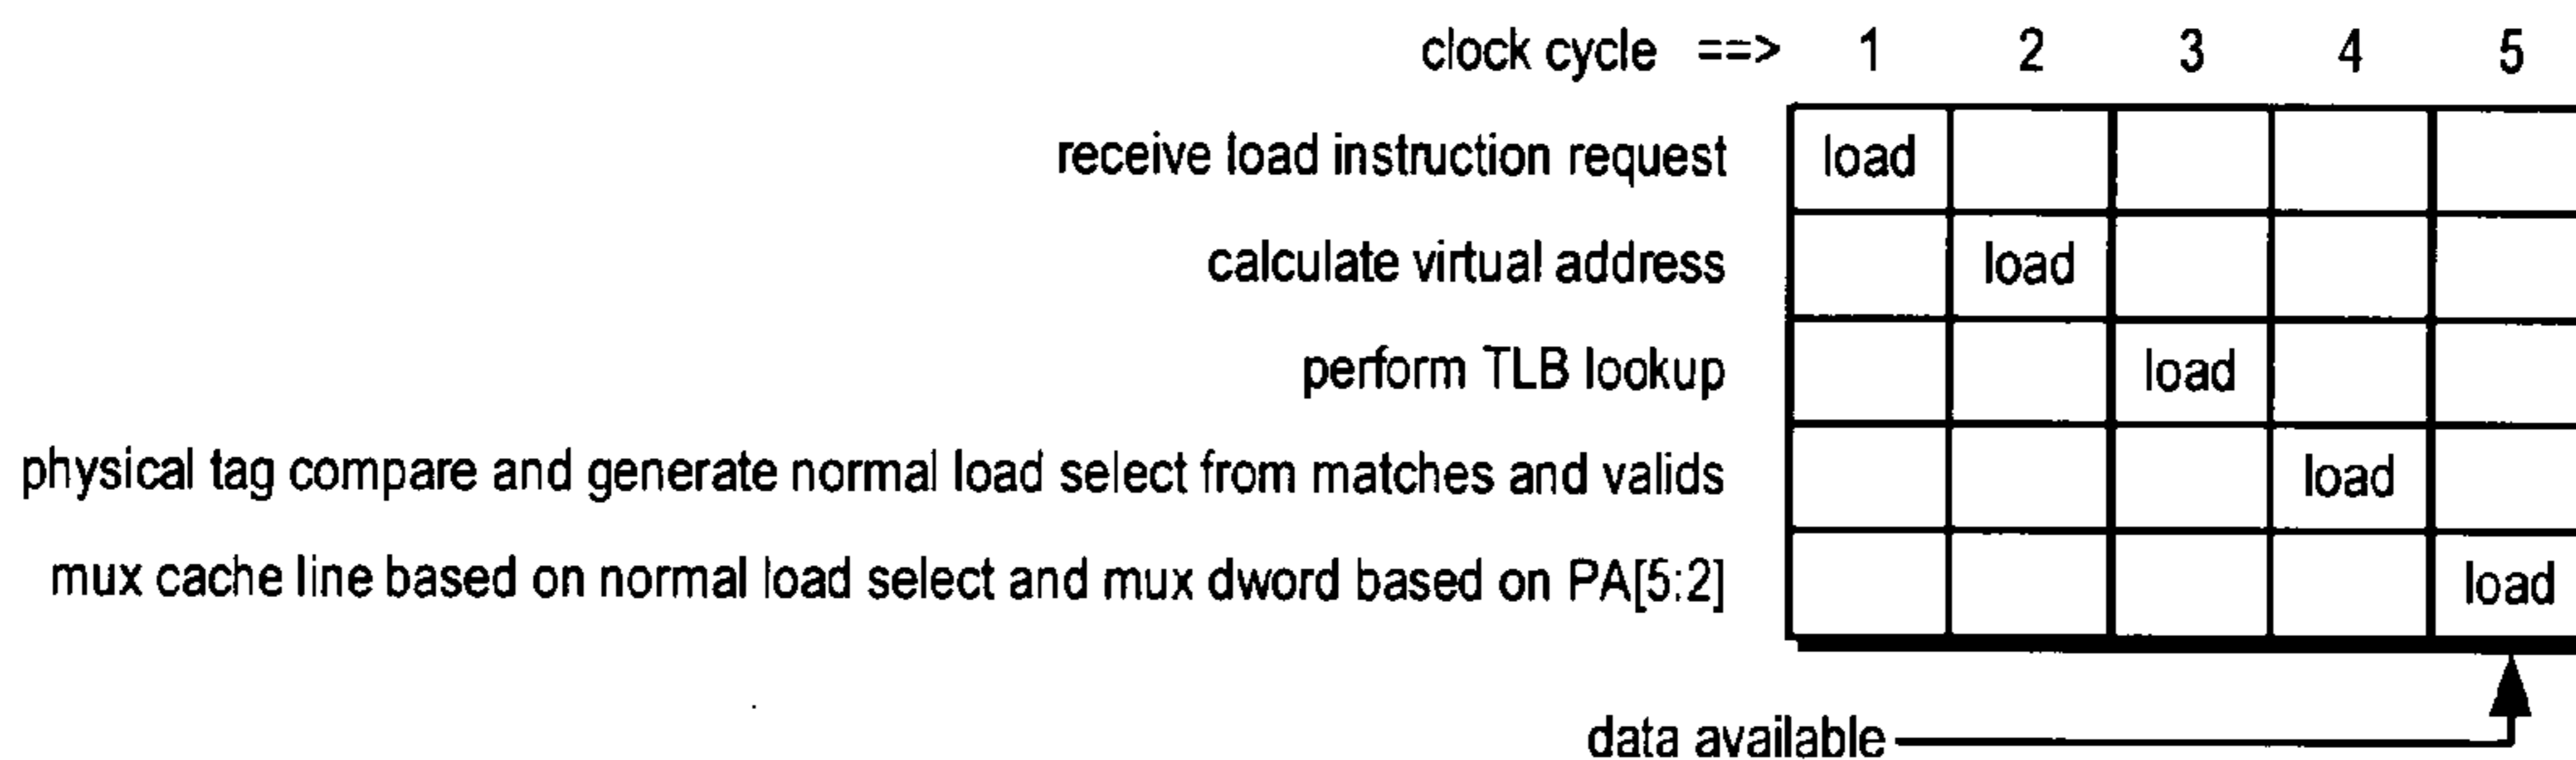 clock cycle ==> 1 2 3 4 5
receive load instruction request load
calculate virtual address load
perform TLB lookup load
physical tag compare and generate normal load select from matches and valids load
mux cache line based on normal load select and mux dword based on PA[5:2] load
data available